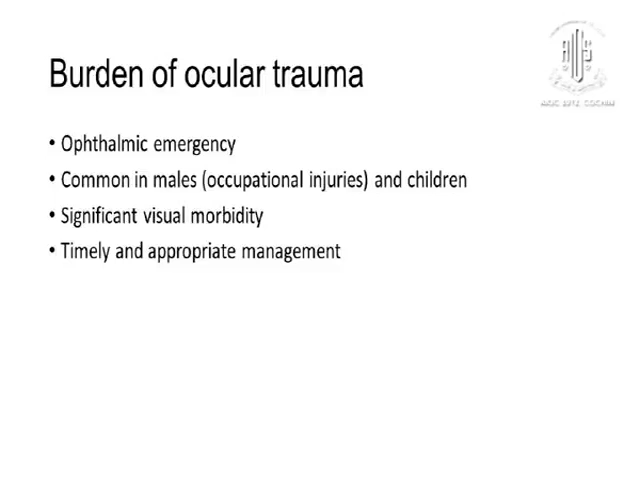 Burden of ocular trauma
• Ophthalmic emergency
• Common in males (occupational injuries) and children
• Significant visual morbidity
• Timely and appropriate management
AOS